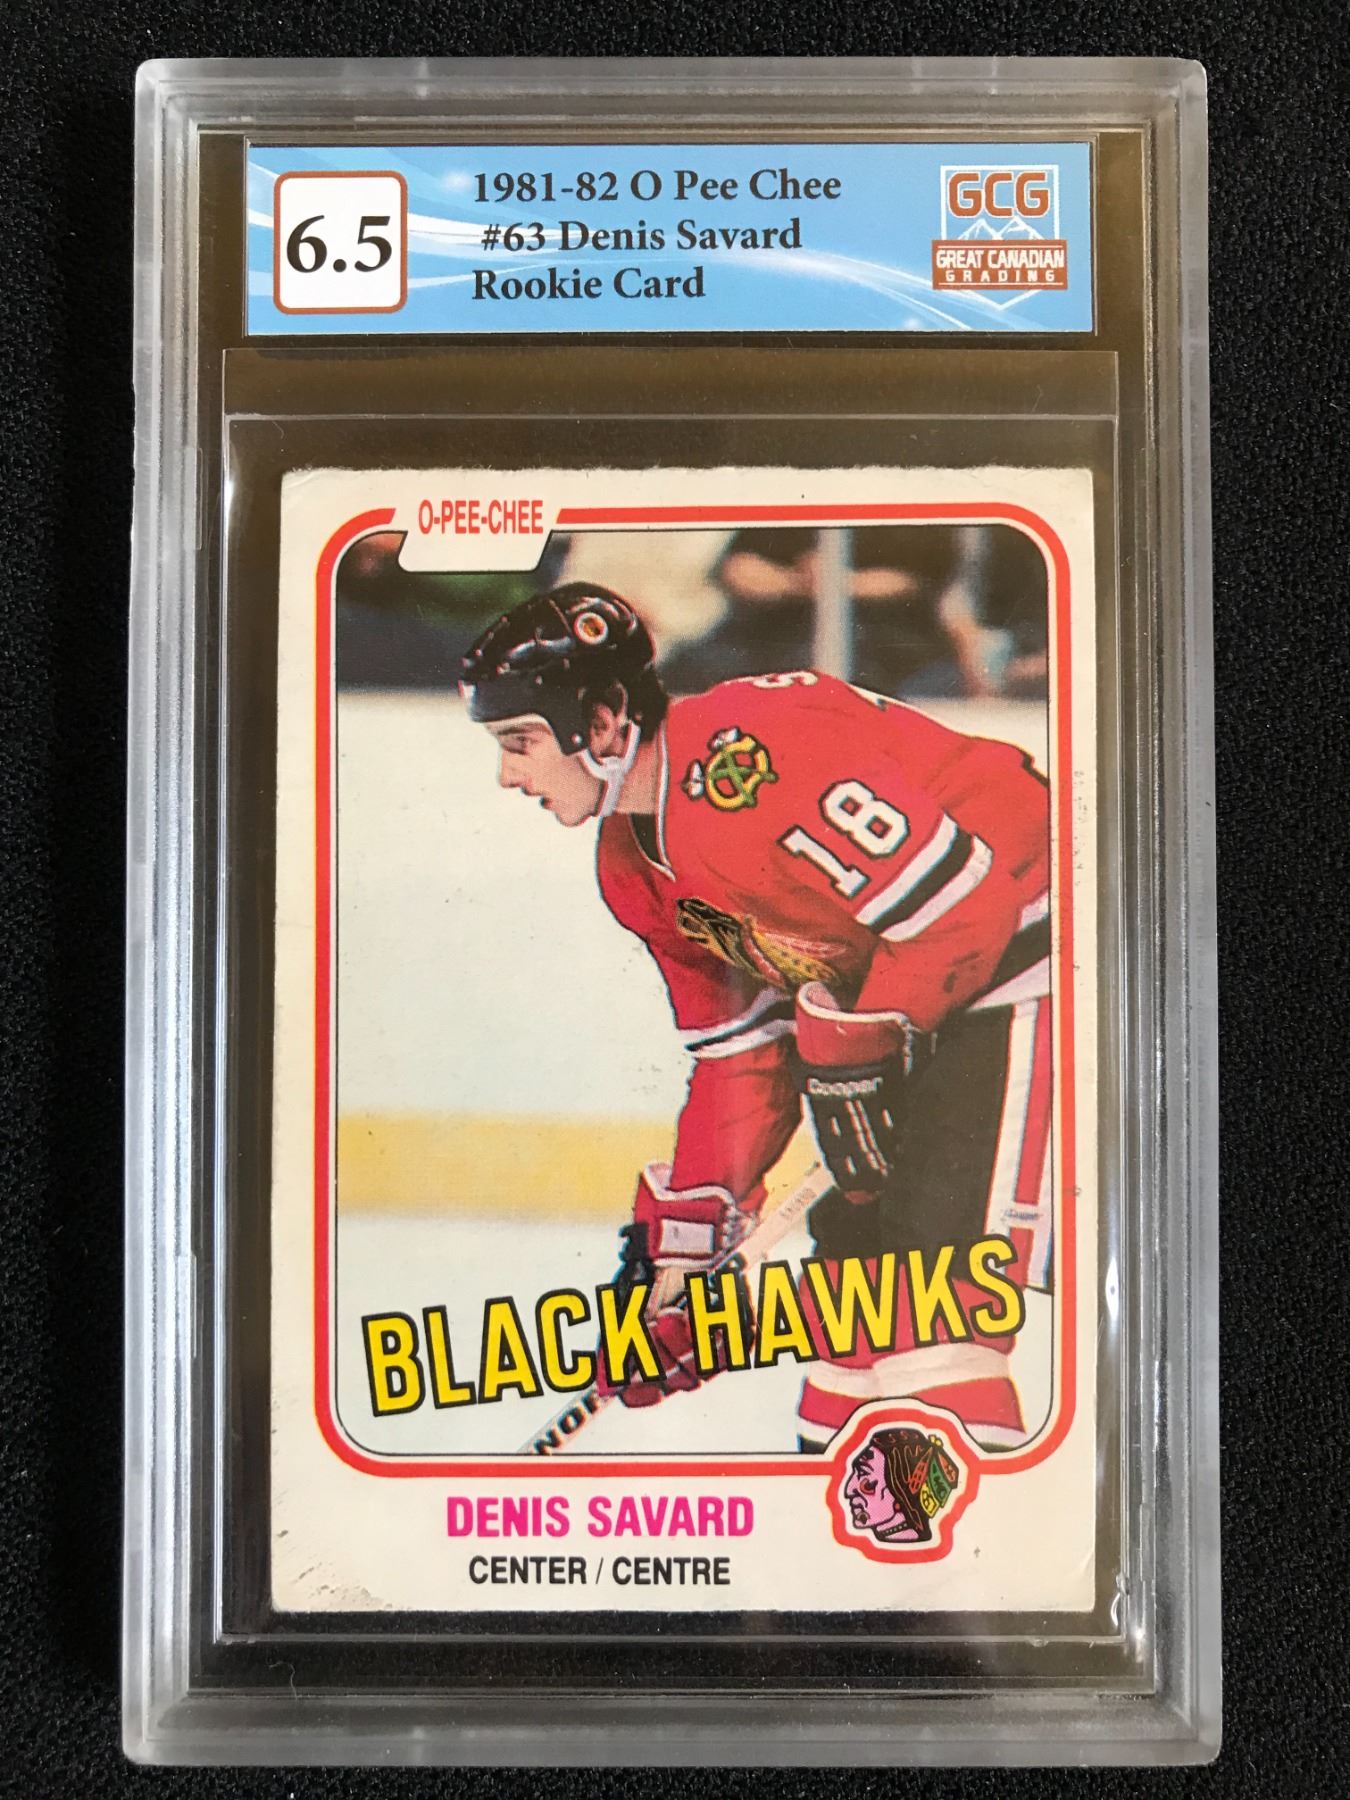 6.5
1981-82 O Pee Chee
#63 Denis Savard
Rookie Card
GCG
GREAT CANADIAN
GRADING
O-PEE-CHEE
18
Cooper
BLACK HAWKS
NOR
DENIS SAVARD
CENTER / CENTRE